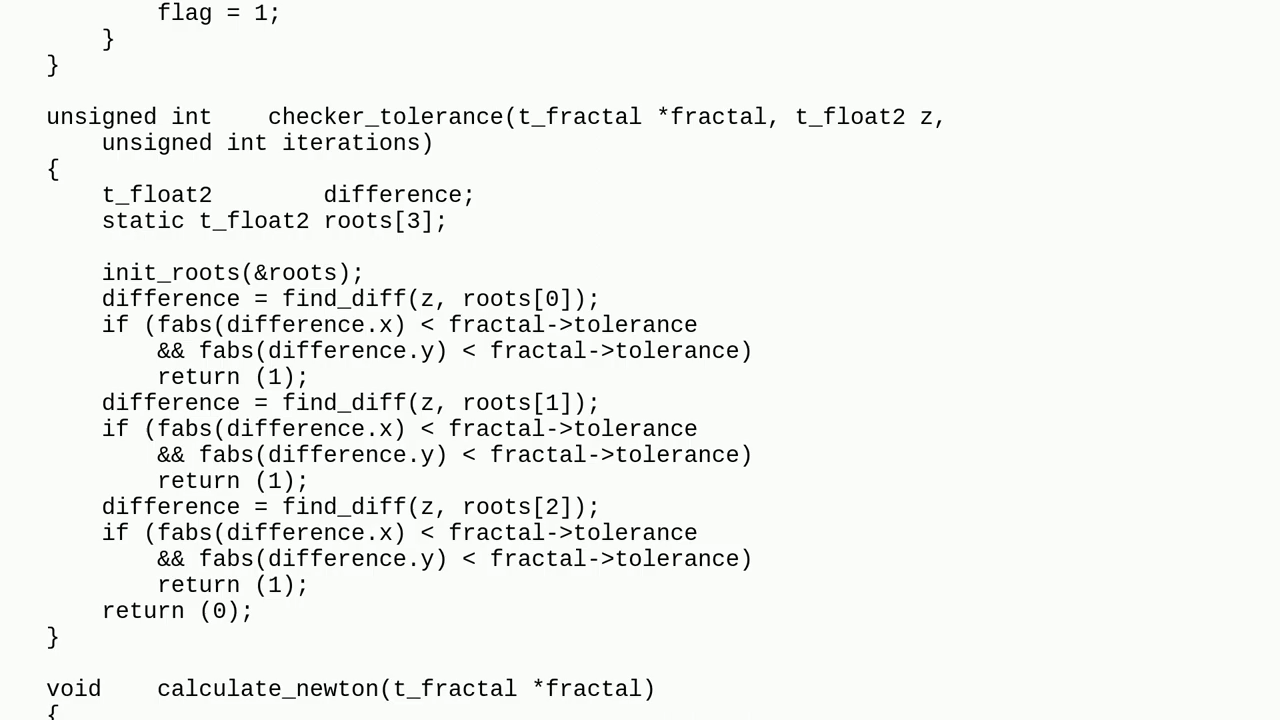 flag = 1;
    }
}

unsigned int    checker_tolerance(t_fractal *fractal, t_float2 z,
    unsigned int iterations)
{
    t_float2        difference;
    static t_float2 roots[3];

    init_roots(&roots);
    difference = find_diff(z, roots[0]);
    if (fabs(difference.x) < fractal->tolerance
        && fabs(difference.y) < fractal->tolerance)
        return (1);
    difference = find_diff(z, roots[1]);
    if (fabs(difference.x) < fractal->tolerance
        && fabs(difference.y) < fractal->tolerance)
        return (1);
    difference = find_diff(z, roots[2]);
    if (fabs(difference.x) < fractal->tolerance
        && fabs(difference.y) < fractal->tolerance)
        return (1);
    return (0);
}

void    calculate_newton(t_fractal *fractal)
{